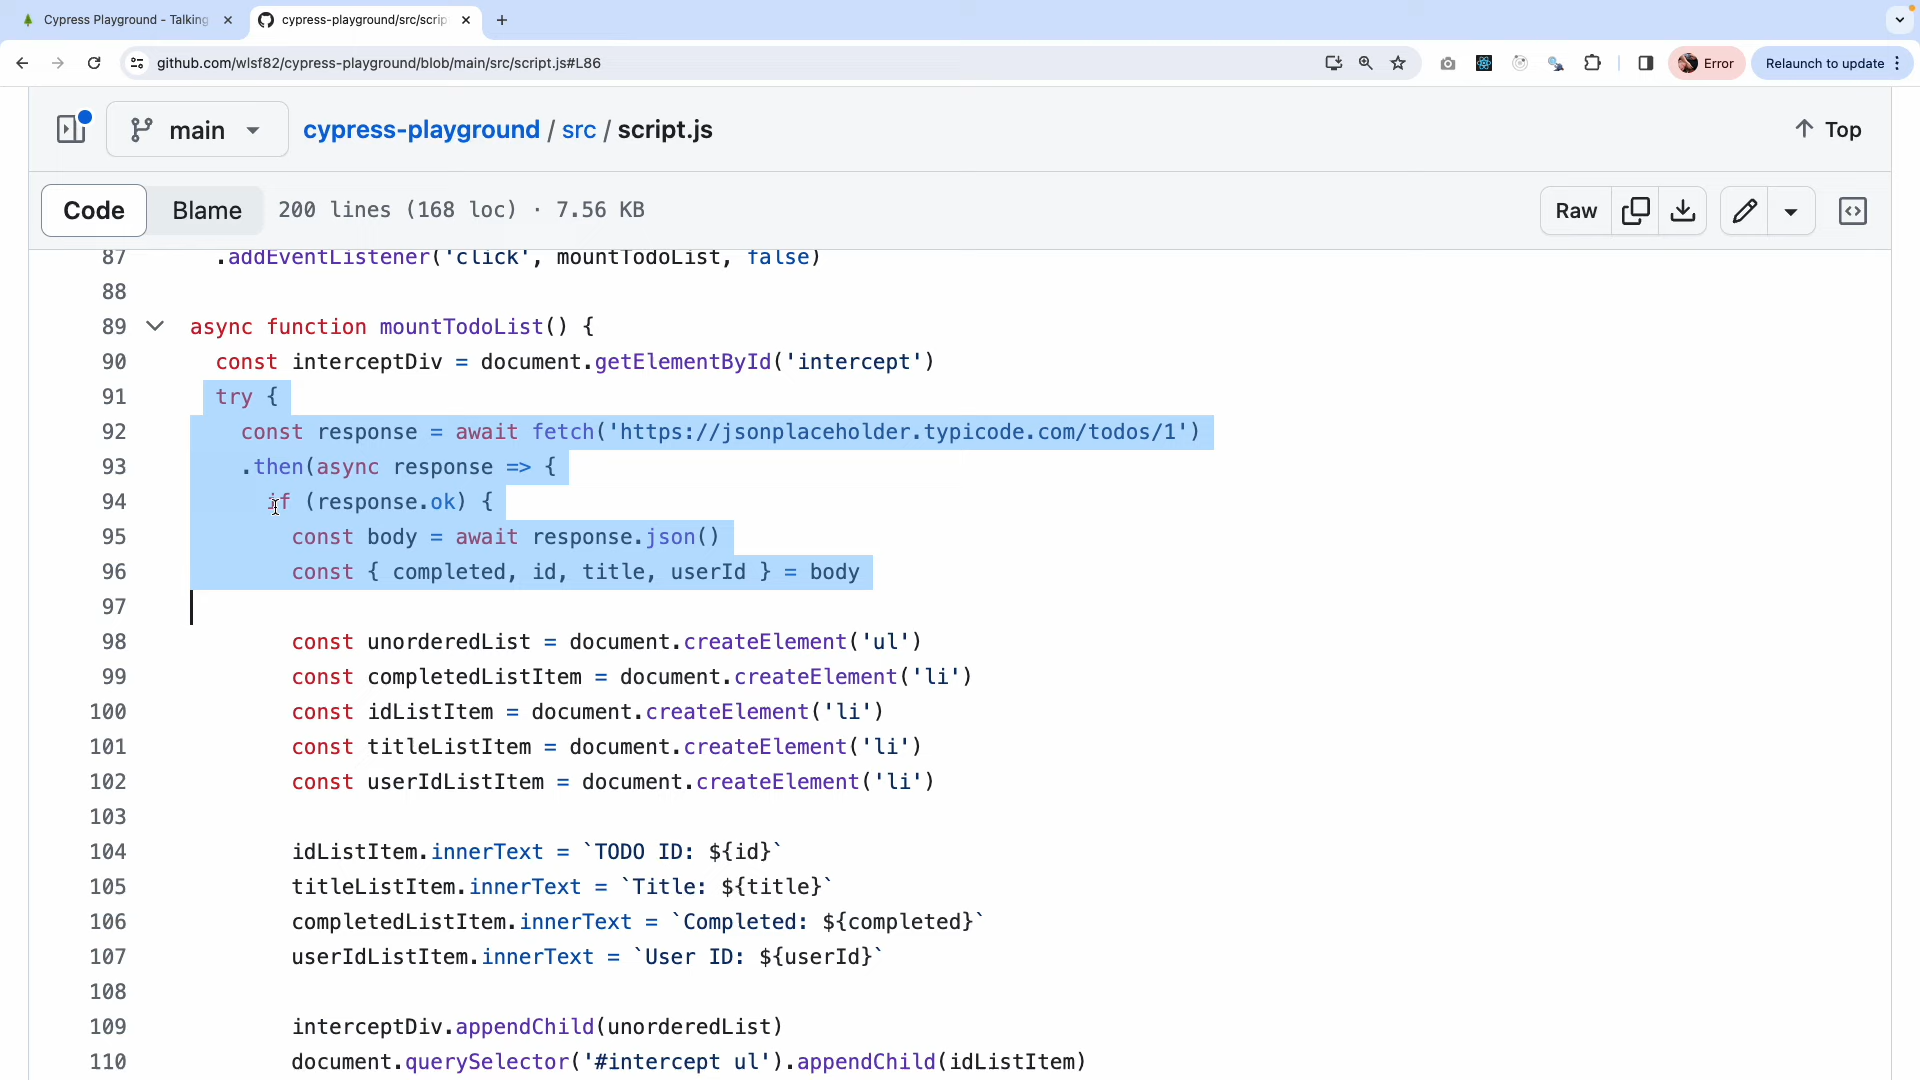 Cypress Playground - Talking
cypress-playground/src/scrip
github.com/wlsf82/cypress-playground/blob/main/src/script.js#L86
Error
Relaunch to update
main
cypress-playground / src / script.js
Top
Code
Blame
200 lines (168 loc) · 7.56 KB
Raw
87 .addEventListener('click', mountTodoList, false)
88
89 async function mountTodoList() {
90 const interceptDiv = document.getElementById('intercept')
91 try {
92 const response = await fetch('https://jsonplaceholder.typicode.com/todos/1')
93 .then(async response => {
94 if (response.ok) {
95 const body = await response.json()
96 const { completed, id, title, userId } = body
97
98 const unorderedList = document.createElement('ul')
99 const completedListItem = document.createElement('li')
100 const idListItem = document.createElement('li')
101 const titleListItem = document.createElement('li')
102 const userIdListItem = document.createElement('li')
103
104 idListItem.innerText = `TODO ID: ${id}`
105 titleListItem.innerText = `Title: ${title}`
106 completedListItem.innerText = `Completed: ${completed}`
107 userIdListItem.innerText = `User ID: ${userId}`
108
109 interceptDiv.appendChild(unorderedList)
110 document.querySelector('#intercept ul').appendChild(idListItem)